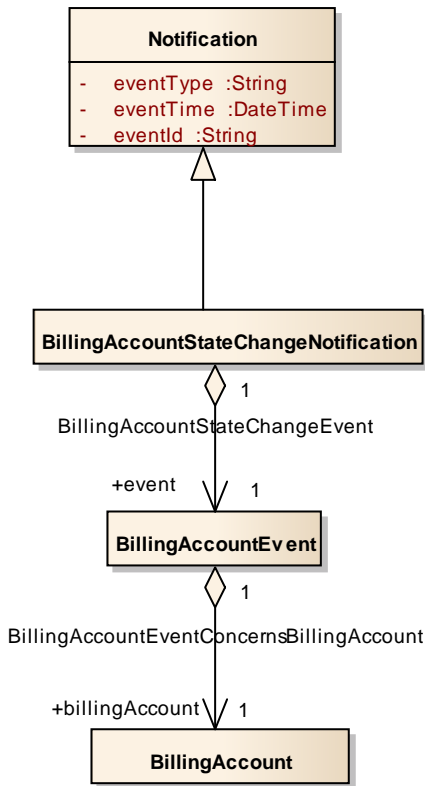 Notification
- eventType :String
- eventTime :DateTime
- eventId :String
BillingAccountStateChangeNotification
1
BillingAccountStateChangeEvent
+event 1
BillingAccountEvent
1
BillingAccountEventConcernsBillingAccount
+billingAccount 1
BillingAccount